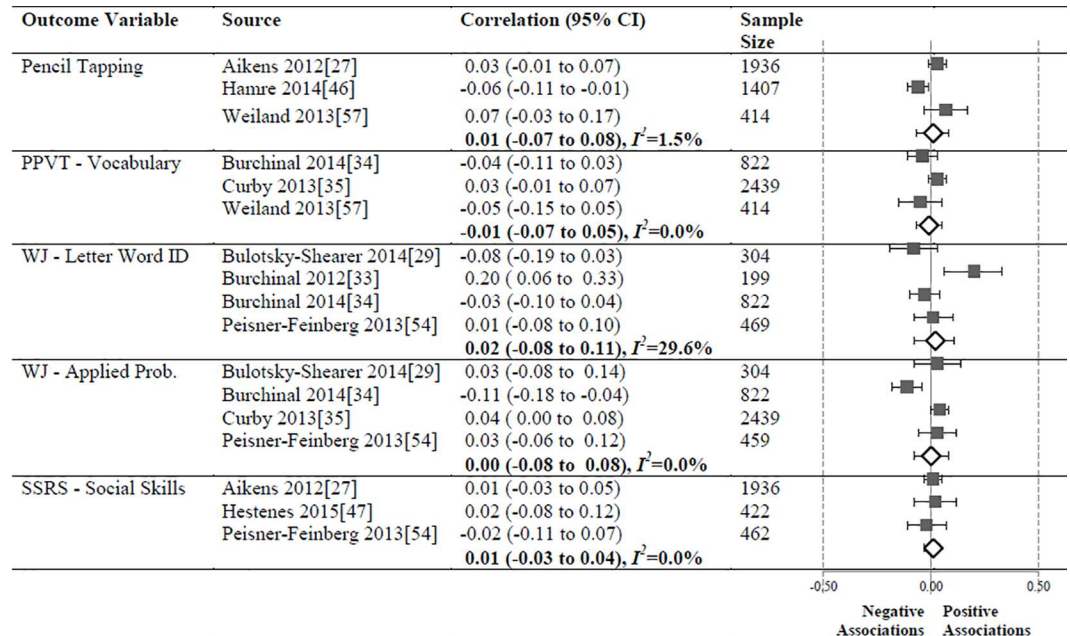 Outcome Variable Source Correlation (95% CI) Sample Size
Pencil Tapping Aikens 2012[27] 0.03 (-0.01 to 0.07) 1936
Hamre 2014[46] -0.06 (-0.11 to -0.01) 1407
Weiland 2013[57] 0.07 (-0.03 to 0.17) 414
0.01 (-0.07 to 0.08), I²=1.5%
PPVT - Vocabulary Burchinal 2014[34] -0.04 (-0.11 to 0.03) 822
Curby 2013[35] 0.03 (-0.01 to 0.07) 2439
Weiland 2013[57] -0.05 (-0.15 to 0.05) 414
-0.01 (-0.07 to 0.05), I²=0.0%
WJ - Letter Word ID Bulotsky-Shearer 2014[29] -0.08 (-0.19 to 0.03) 304
Burchinal 2012[33] 0.20 ( 0.06 to 0.33) 199
Burchinal 2014[34] -0.03 (-0.10 to 0.04) 822
Peisner-Feinberg 2013[54] 0.01 (-0.08 to 0.10) 469
0.02 (-0.08 to 0.11), I²=29.6%
WJ - Applied Prob. Bulotsky-Shearer 2014[29] 0.03 (-0.08 to 0.14) 304
Burchinal 2014[34] -0.11 (-0.18 to -0.04) 822
Curby 2013[35] 0.04 ( 0.00 to 0.08) 2439
Peisner-Feinberg 2013[54] 0.03 (-0.06 to 0.12) 459
0.00 (-0.08 to 0.08), I²=0.0%
SSRS - Social Skills Aikens 2012[27] 0.01 (-0.03 to 0.05) 1936
Hestenes 2015[47] 0.02 (-0.08 to 0.12) 422
Peisner-Feinberg 2013[54] -0.02 (-0.11 to 0.07) 462
0.01 (-0.03 to 0.04), I²=0.0%
-0.50 0.00 0.50
Negative Positive
Associations Associations